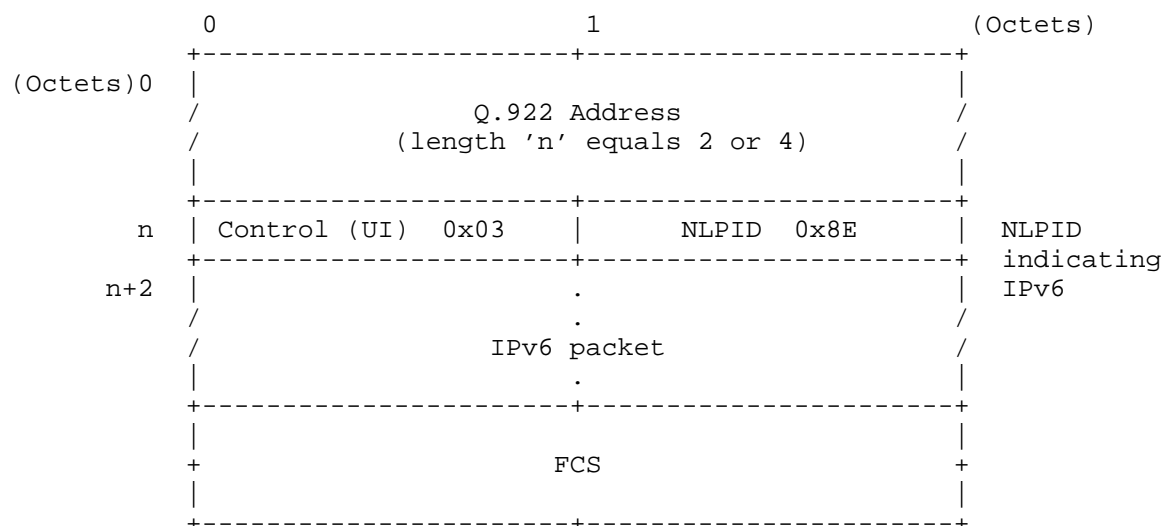 0 1 (Octets)
(Octets)0
Q.922 Address
(length 'n' equals 2 or 4)
n Control (UI) 0x03 NLPID 0x8E NLPID
indicating
n+2 . IPv6
.
IPv6 packet
.
FCS